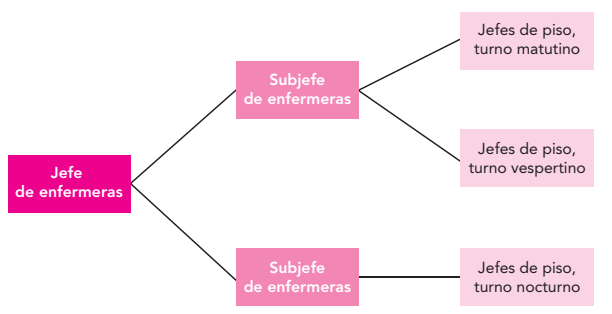 Jefe
de enfermeras
Subjefe
de enfermeras
Jefes de piso,
turno matutino
Jefes de piso,
turno vespertino
Subjefe
de enfermeras
Jefes de piso,
turno nocturno